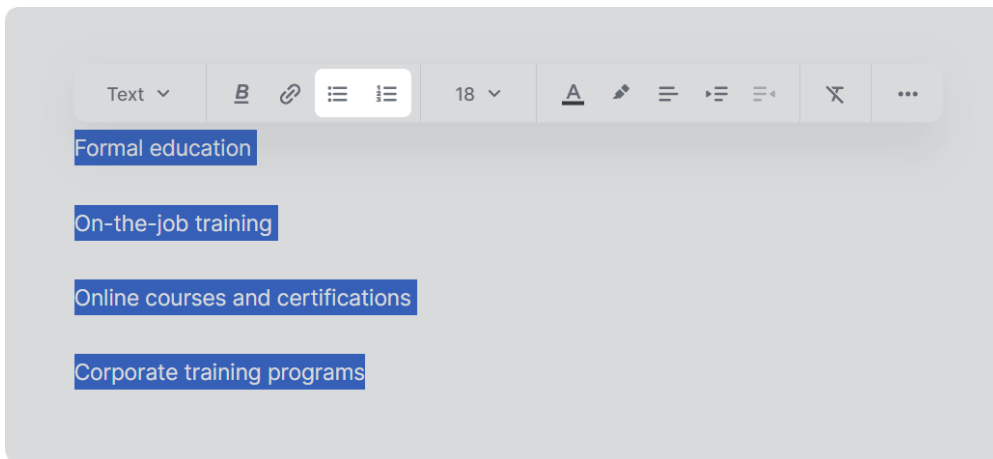 Text
B
18
A
Formal education
On-the-job training
Online courses and certifications
Corporate training programs